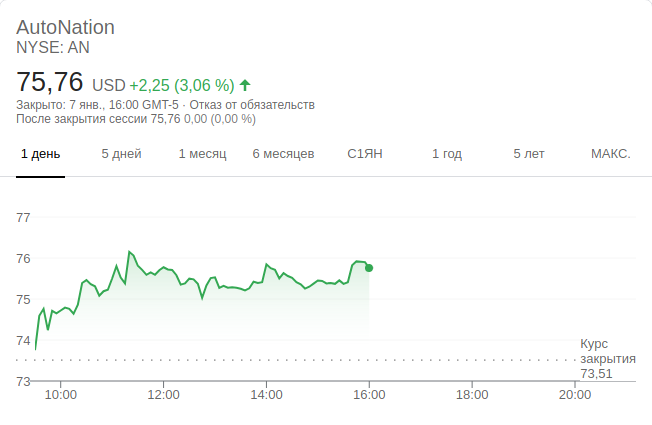 AutoNation
NYSE: AN
75,76 USD +2,25 (3,06 %)
Закрыто: 7 янв., 16:00 GMT-5 · Отказ от обязательств
После закрытия сессии 75,76 0,00 (0,00 %)
1 день 5 дней 1 месяц 6 месяцев С1ЯН 1 год 5 лет МАКС.
77
76
75
74
Курс
закрытия
73,51
73
10:00 12:00 14:00 16:00 18:00 20:00